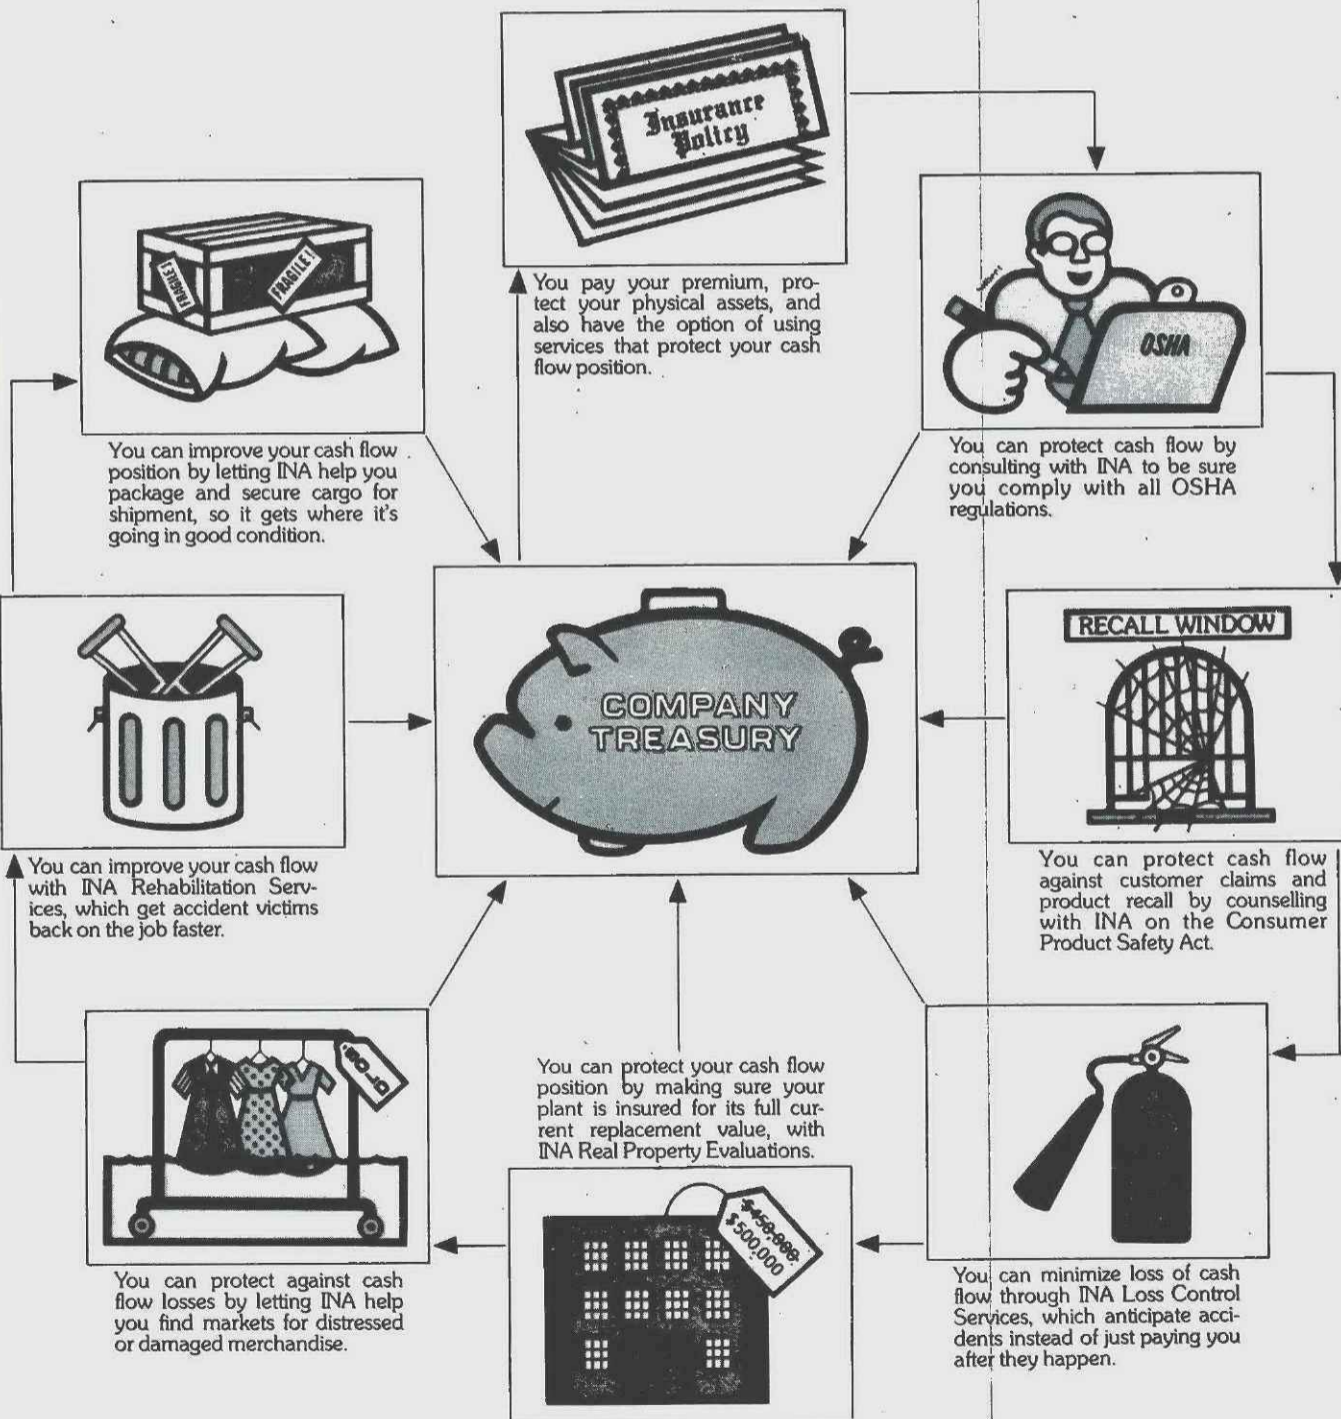 Insurance
Policy
You pay your premium, pro-
tect your physical assets, and
also have the option of using
services that protect your cash
flow position.
OSHA
You can protect cash flow by
consulting with INA to be sure
you comply with all OSHA
regulations.
RECALL WINDOW
You can protect cash flow
against customer claims and
product recall by counselling
with INA on the Consumer
Product Safety Act.
You can minimize loss of cash
flow through INA Loss Control
Services, which anticipate acci-
dents instead of just paying you
after they happen.
You can protect your cash flow
position by making sure your
plant is insured for its full cur-
rent replacement value, with
INA Real Property Evaluations.
$450,000
$500,000
You can protect against cash
flow losses by letting INA help
you find markets for distressed
or damaged merchandise.
You can improve your cash flow
with INA Rehabilitation Serv-
ices, which get accident victims
back on the job faster.
FRAGILE!
FRAGILE!
You can improve your cash flow
position by letting INA help you
package and secure cargo for
shipment, so it gets where it's
going in good condition.
COMPANY
TREASURY